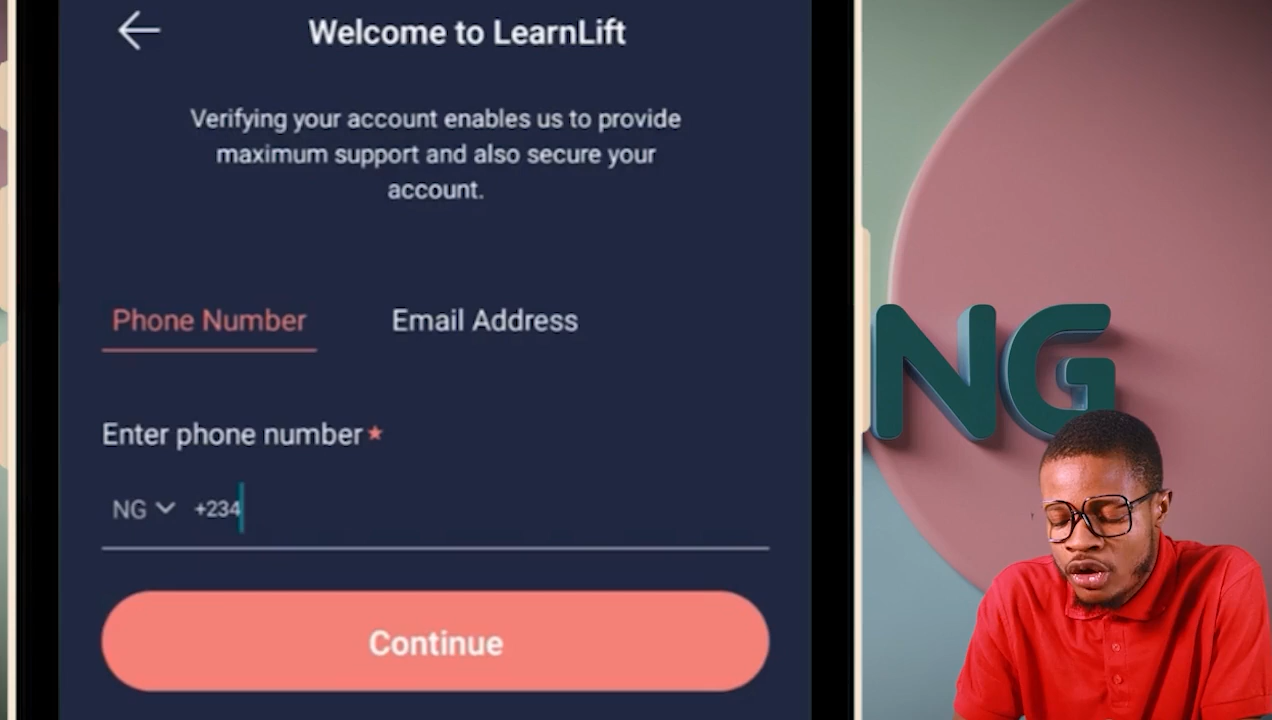 Welcome to LearnLift
Verifying your account enables us to provide
maximum support and also secure your
account.
Phone Number
Email Address
Enter phone number *
NG +234
Continue
NG